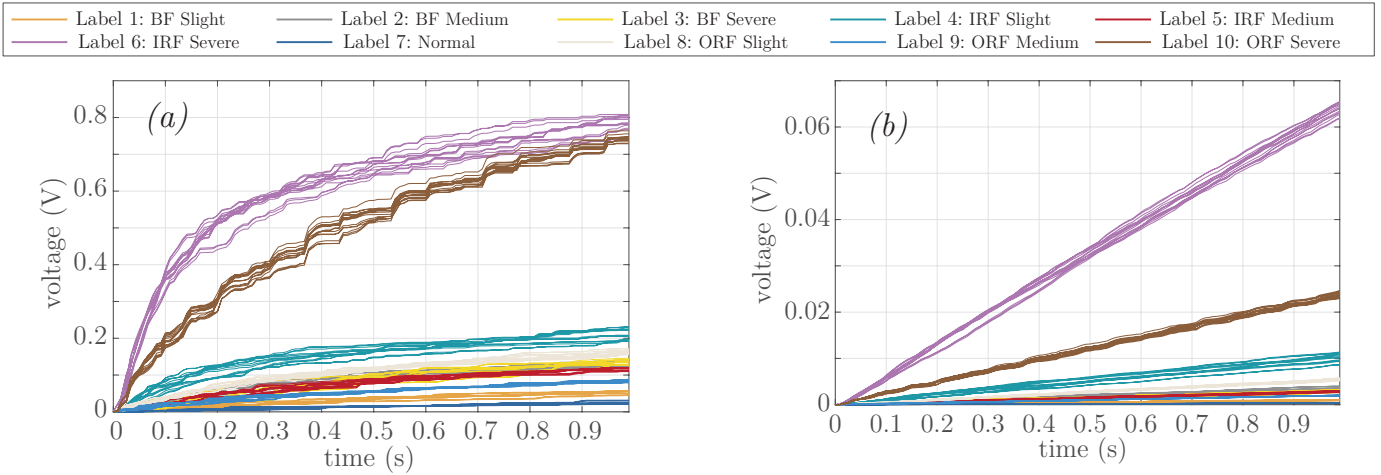 Label 1: BF Slight Label 2: BF Medium Label 3: BF Severe Label 4: IRF Slight Label 5: IRF Medium
Label 6: IRF Severe Label 7: Normal Label 8: ORF Slight Label 9: ORF Medium Label 10: ORF Severe
(a)
voltage (V)
0.8
0.6
0.4
0.2
0
0 0.1 0.2 0.3 0.4 0.5 0.6 0.7 0.8 0.9
time (s)
(b)
voltage (V)
0.06
0.04
0.02
0
0 0.1 0.2 0.3 0.4 0.5 0.6 0.7 0.8 0.9
time (s)